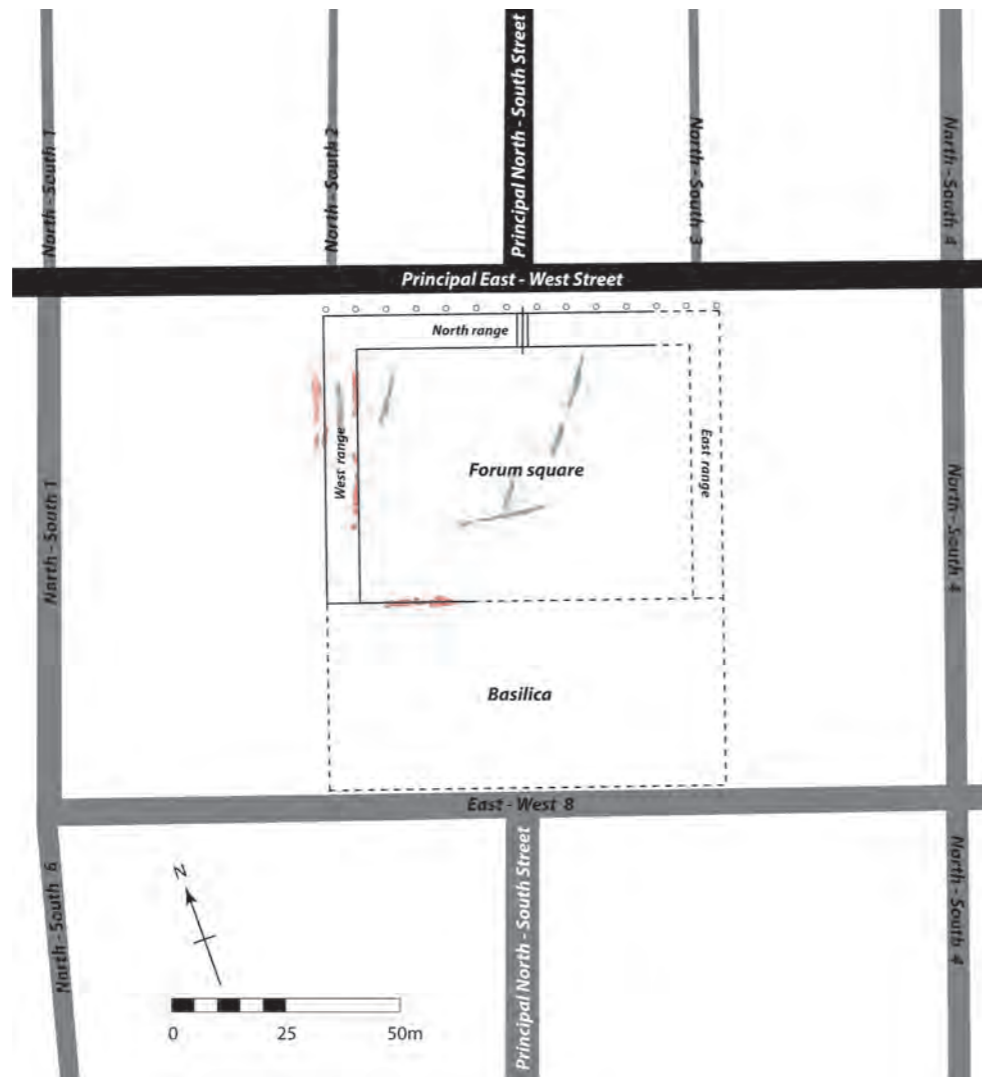 North - South 1
North - South 2
Principal North - South Street
North - South 3
North - South 4
Principal East - West Street
North range
West range
Forum square
East range
North - South 1
North - South 4
Basilica
East - West 8
North - South 6
Principal North - South Street
North - South 4
N
0 25 50m